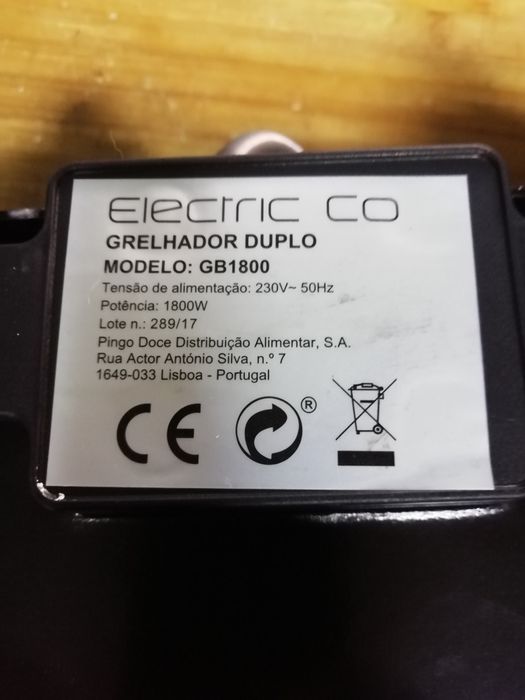 Electric Co
GRELHADOR DUPLO
MODELO: GB1800
Tensão de alimentação: 230V~ 50Hz
Potência: 1800W
Lote n.: 289/17
Pingo Doce Distribuição Alimentar, S.A.
Rua Actor António Silva, n.º 7
1649-033 Lisboa - Portugal
CE ®